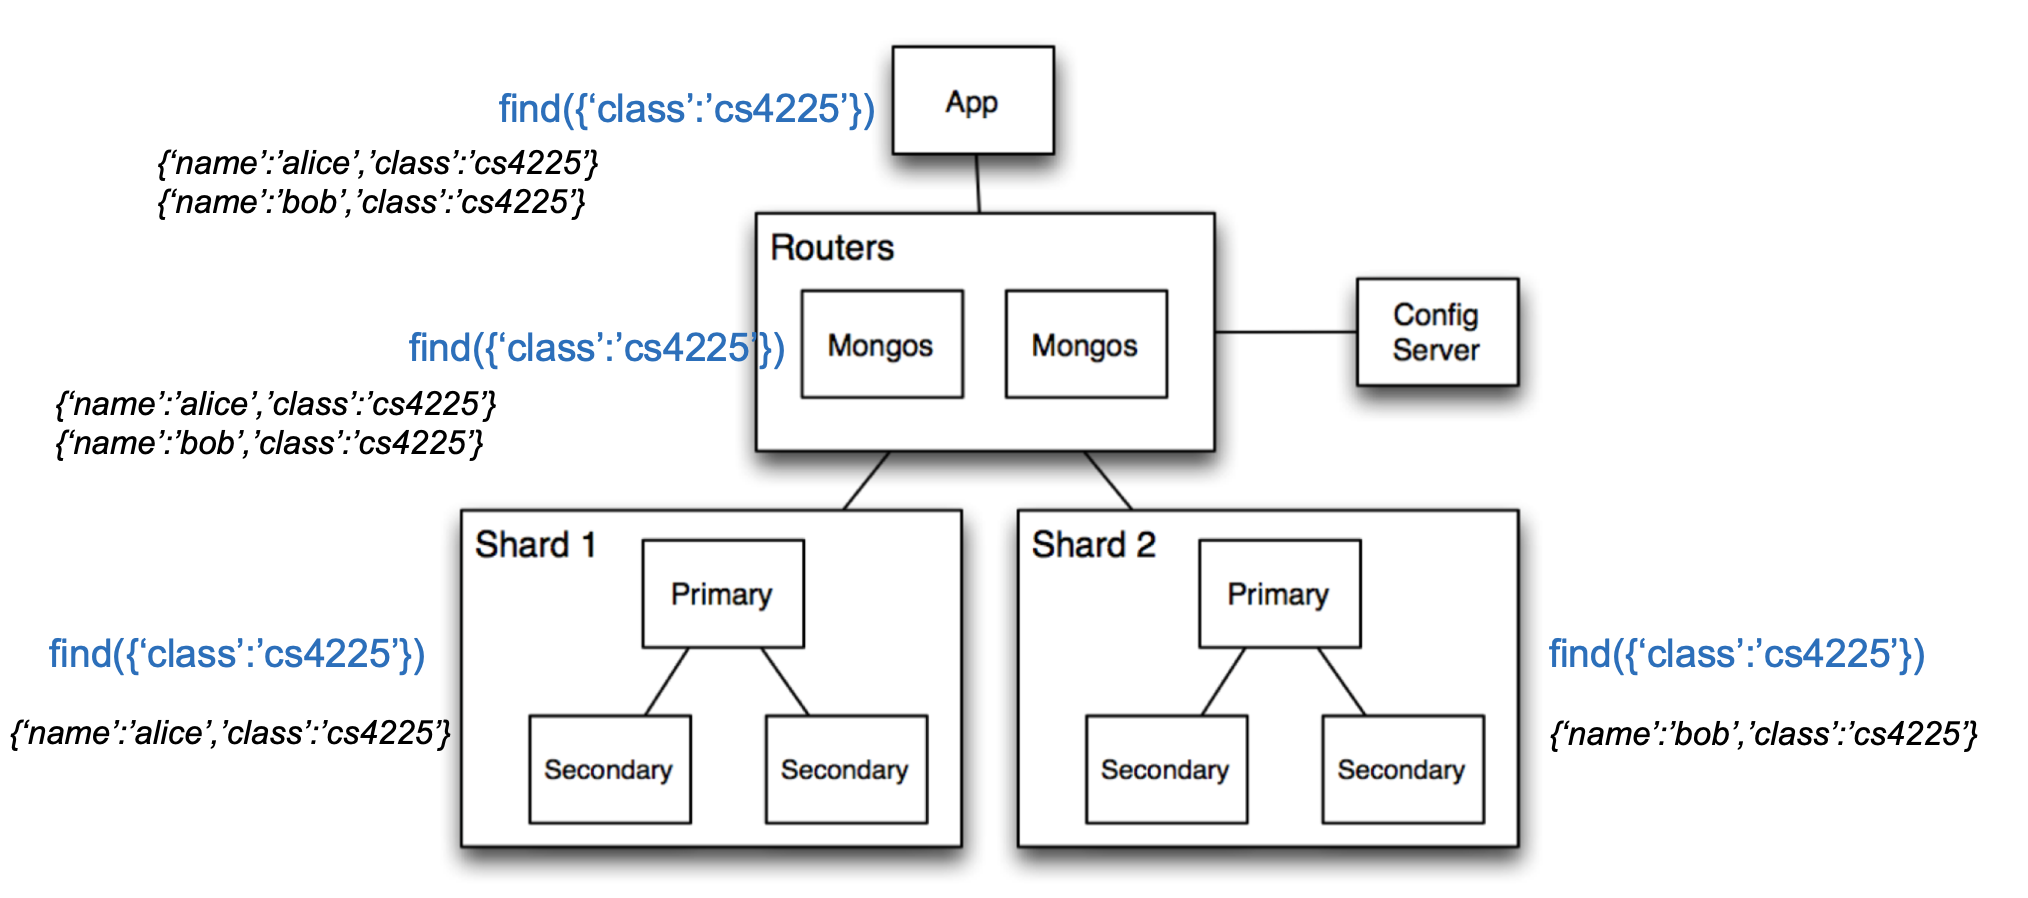 find({‘class’:’cs4225’})
App
{‘name’:’alice’,’class’:’cs4225’}
{‘name’:’bob’,’class’:’cs4225’}
Routers
find({‘class’:’cs4225’})
Mongos
Mongos
Config
Server
{‘name’:’alice’,’class’:’cs4225’}
{‘name’:’bob’,’class’:’cs4225’}
Shard 1
Primary
find({‘class’:’cs4225’})
{‘name’:’alice’,’class’:’cs4225’}
Secondary
Secondary
Shard 2
Primary
find({‘class’:’cs4225’})
{‘name’:’bob’,’class’:’cs4225’}
Secondary
Secondary